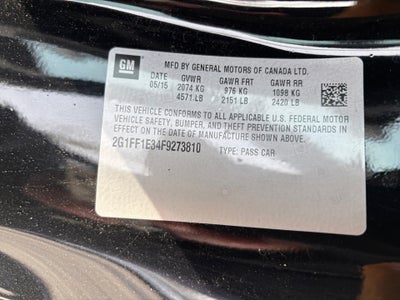 GM
MFD BY GENERAL MOTORS OF CANADA LTD.
DATE GVWR GAWR FRT GAWR RR
05/15 2074 KG 976 KG 1098 KG
4571 LB 2151 LB 2420 LB
THIS VEHICLE CONFORMS TO ALL APPLICABLE U.S. FEDERAL MOTOR
VEHICLE SAFETY, BUMPER, AND THEFT PREVENTION STANDARDS IN
EFFECT ON THE DATE OF MANUFACTURE SHOWN ABOVE.
2G1FF1E34F9273810 TYPE: PASS CAR